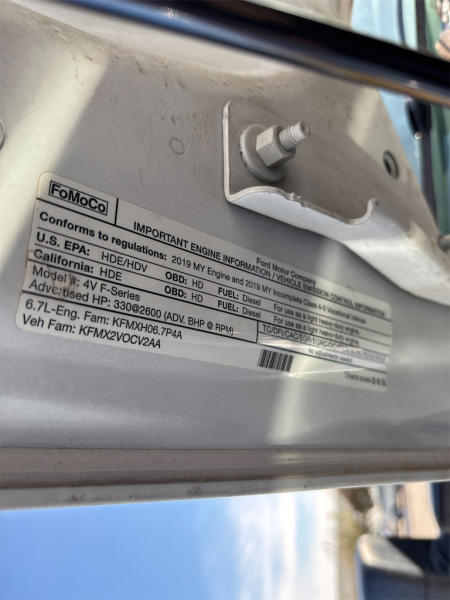 FoMoCo
Ford Motor Company
IMPORTANT ENGINE INFORMATION / VEHICLE EMISSION CONTROL INFORMATION
Conforms to regulations: 2019 MY Engine and 2019 MY Incomplete Class 4-8 Vocational Vehicle
U.S. EPA: HDE/HDV OBD: HD FUEL: Diesel For use as a light heavy-duty engine.
California: HDE OBD: HD FUEL: Diesel For use as a light heavy-duty engine.
Model #: 4V F-Series
Advertised HP: 330@2600 (ADV. BHP @ RPM)
6.7L-Eng. Fam: KFMXH06.7P4A
No adjustments needed.
Veh Fam: KFMX2VOCV2AA